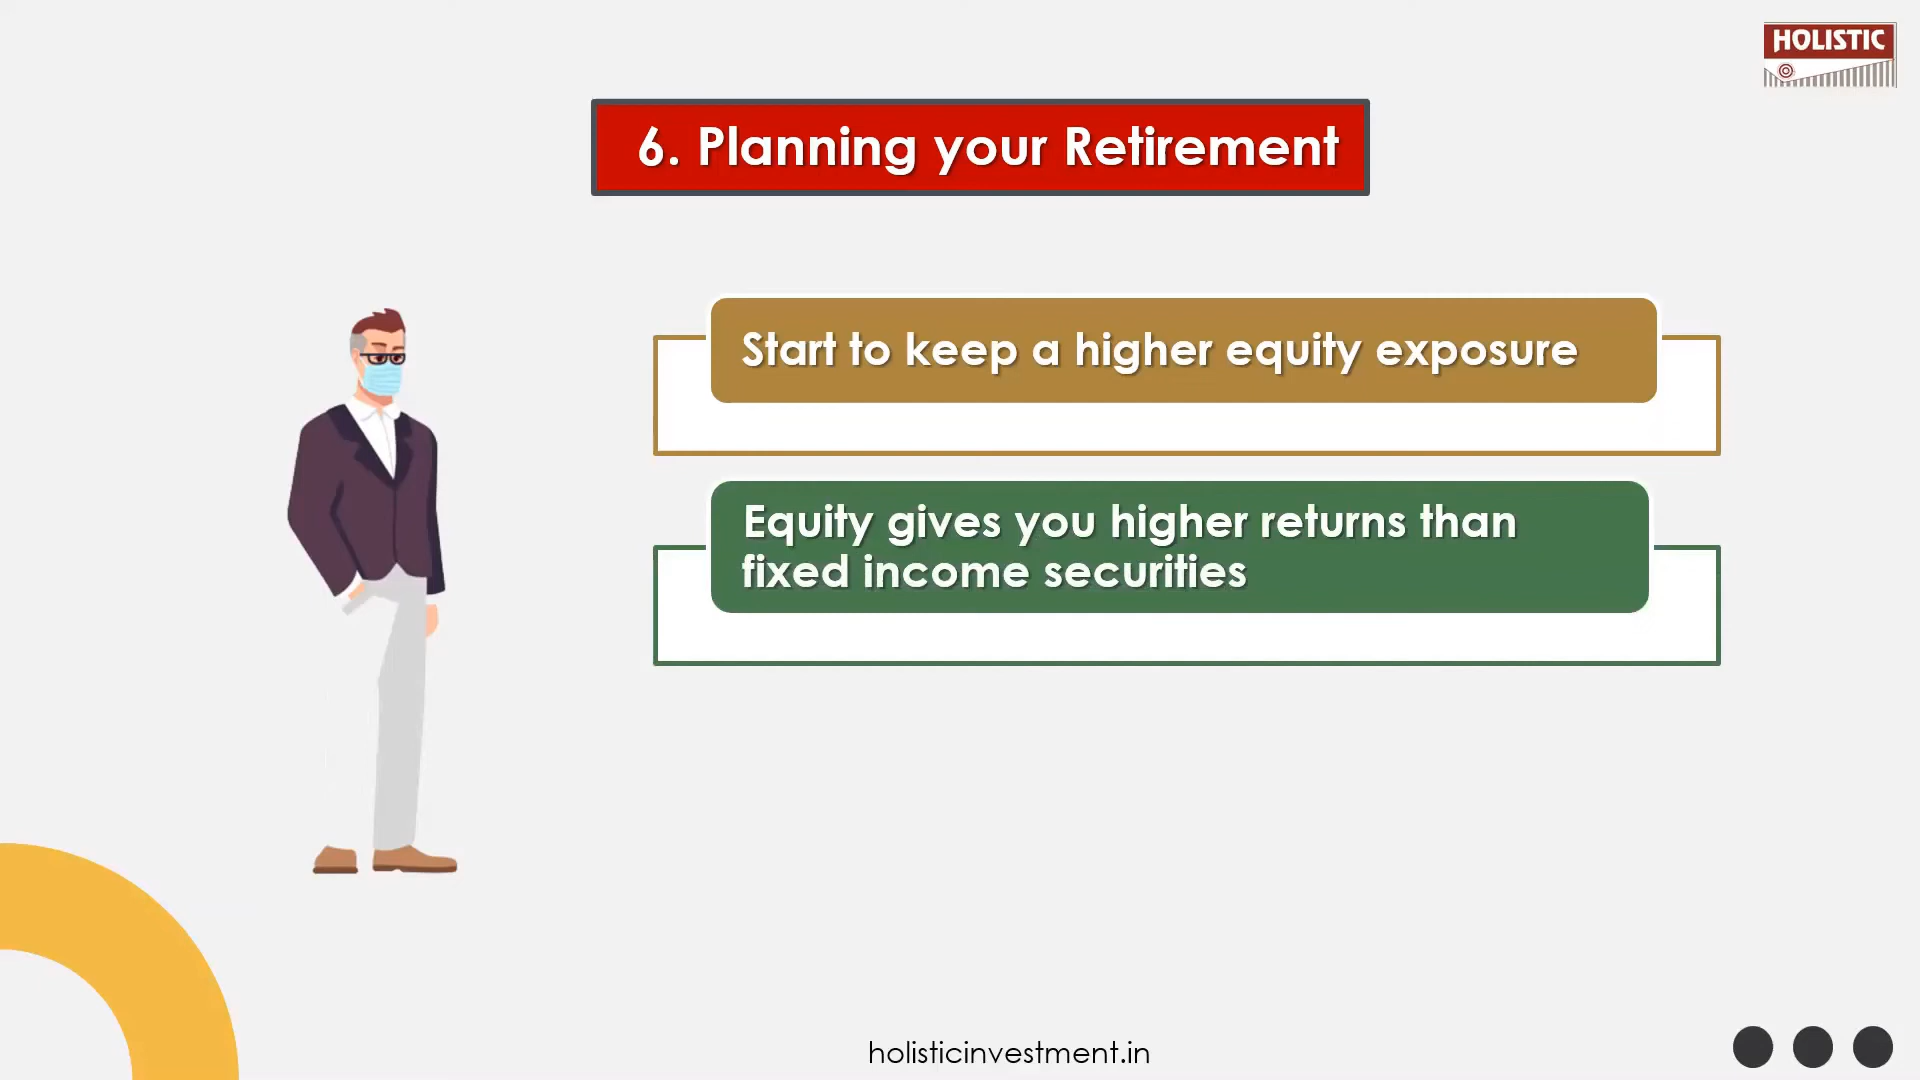 HOLISTIC
6. Planning your Retirement
Start to keep a higher equity exposure
Equity gives you higher returns than
fixed income securities
holisticinvestment.in